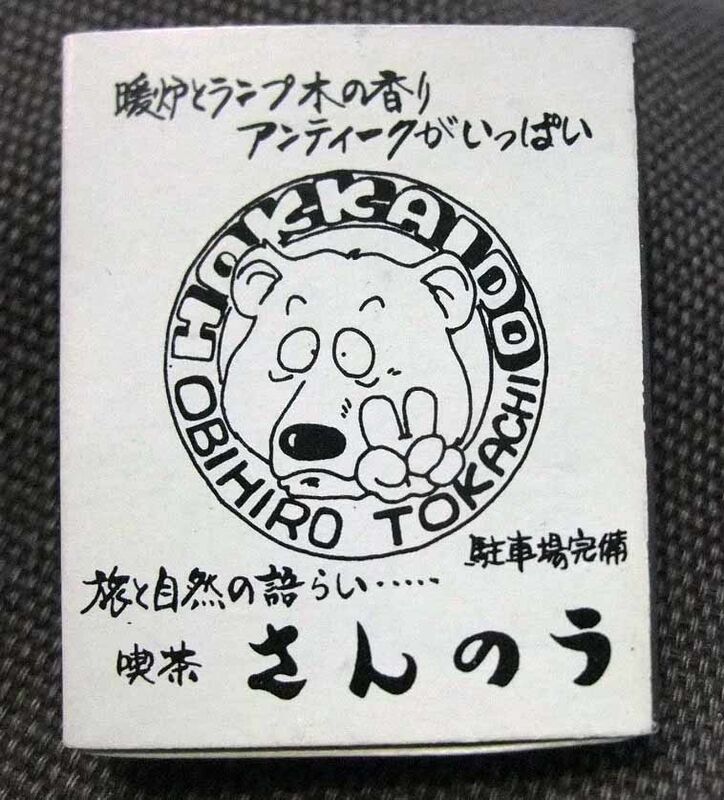 暖炉とランプ木の香り
アンティークがいっぱい
HOKKAIDO
OBIHIRO TOKACHI
駐車場完備
旅と自然の語らい・・・・・
喫茶 さんのう